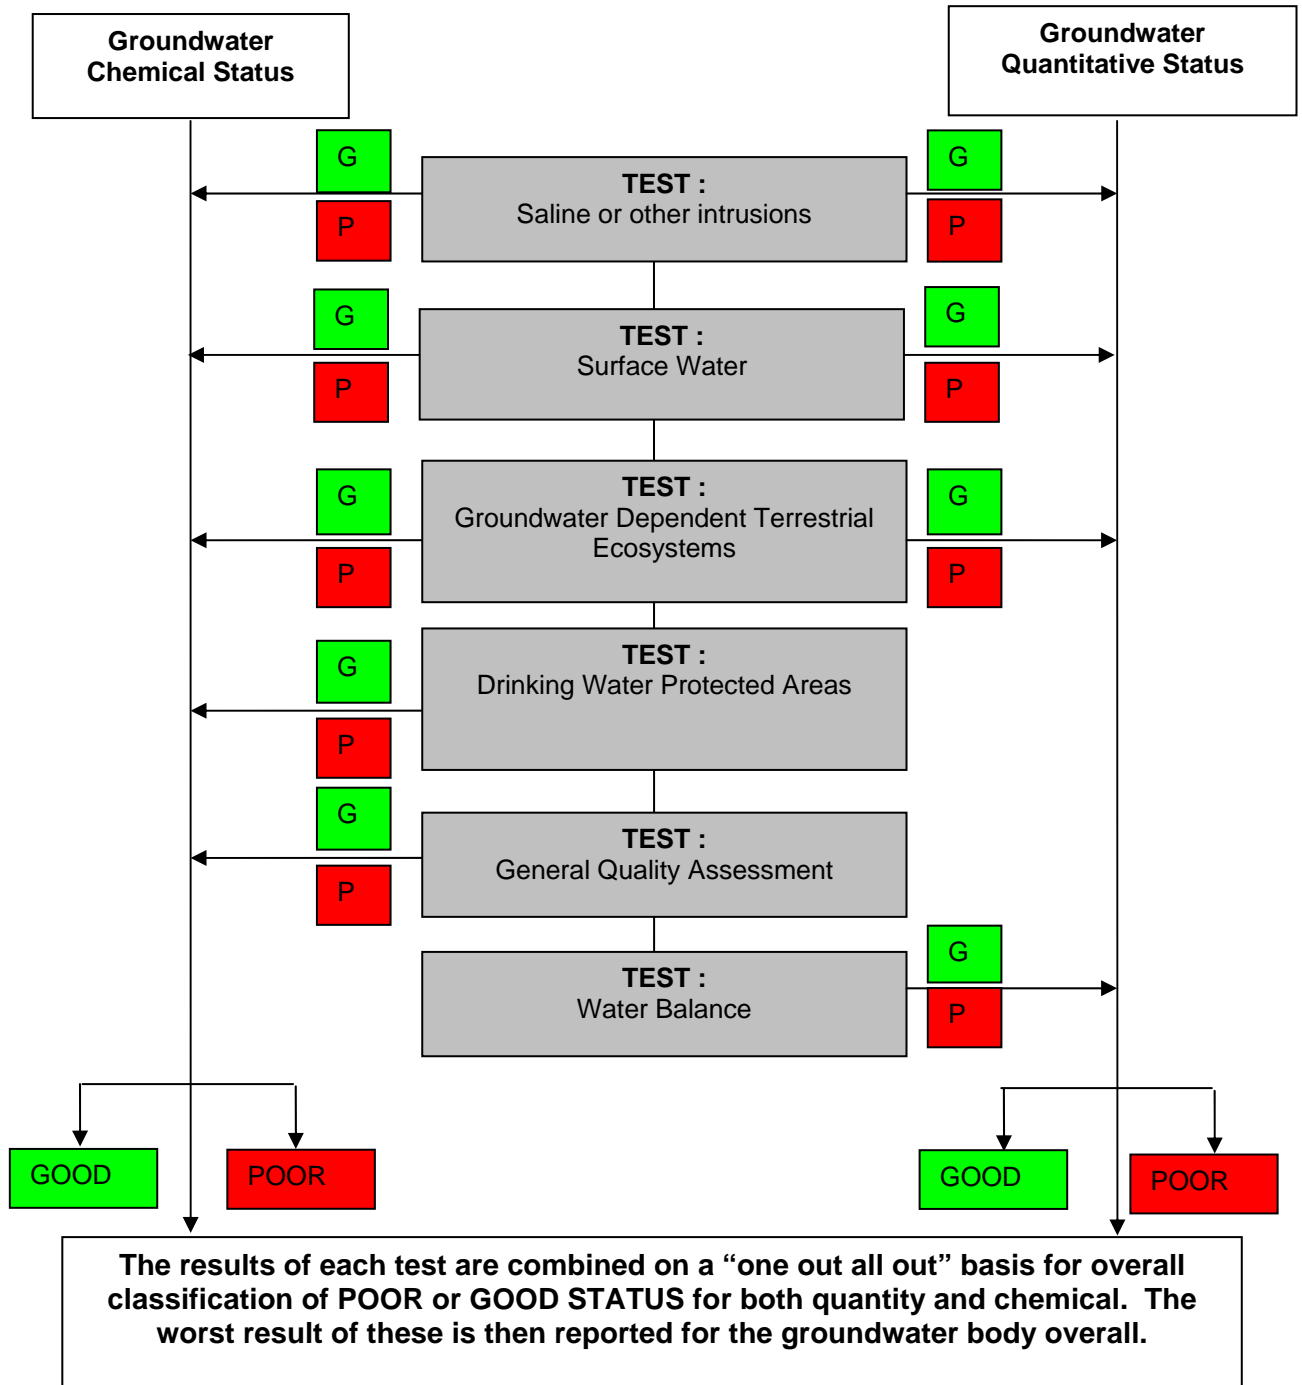 Groundwater
Chemical Status
Groundwater
Quantitative Status
G
P
TEST :
Saline or other intrusions
G
P
G
P
TEST :
Surface Water
G
P
G
P
TEST :
Groundwater Dependent Terrestrial
Ecosystems
G
P
G
P
TEST :
Drinking Water Protected Areas
G
P
TEST :
General Quality Assessment
TEST :
Water Balance
G
P
GOOD
POOR
GOOD
POOR
The results of each test are combined on a “one out all out” basis for overall
classification of POOR or GOOD STATUS for both quantity and chemical.  The
worst result of these is then reported for the groundwater body overall.